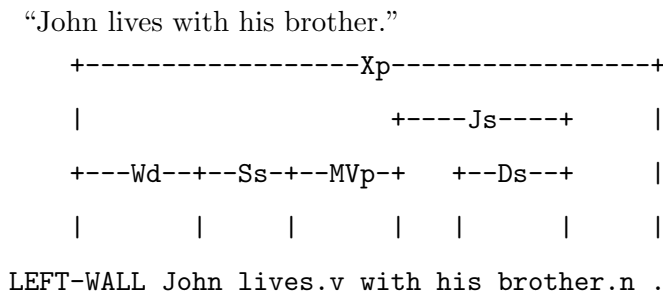 “John lives with his brother.”
+------------------Xp-----------------+
| +----Js----+ |
+---Wd--+--Ss-+--MVp-+ +--Ds--+ |
| | | | | | |
LEFT-WALL John lives.v with his brother.n .